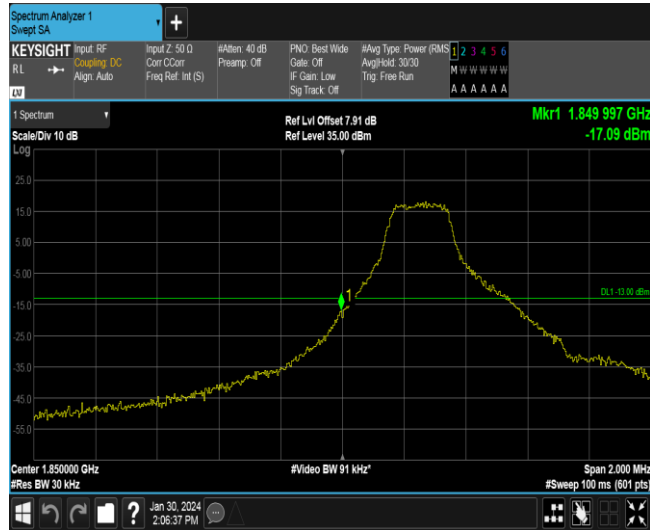 Spectrum Analyzer 1
Swept SA
KEYSIGHT
RL
LXI
Input: RF
Coupling: DC
Align: Auto
Input Z: 50 Ω
Corr CCorr
Freq Ref: Int (S)
#Atten: 40 dB
Preamp: Off
PNO: Best Wide
Gate: Off
IF Gain: Low
Sig Track: Off
#Avg Type: Power (RMS
Avg|Hold: 30/30
Trig: Free Run
1 2 3 4 5 6
M W W W W W
A A A A A A
1 Spectrum
Scale/Div 10 dB
Log
Ref Lvl Offset 7.91 dB
Ref Level 35.00 dBm
Mkr1 1.849 997 GHz
-17.09 dBm
25.0
15.0
5.00
-5.00
-15.0
-25.0
-35.0
-45.0
-55.0
1
DL1 -13.00 dBm
Center 1.850000 GHz
#Res BW 30 kHz
#Video BW 91 kHz*
Span 2.000 MHz
#Sweep 100 ms (601 pts)
?
Jan 30, 2024
2:06:37 PM